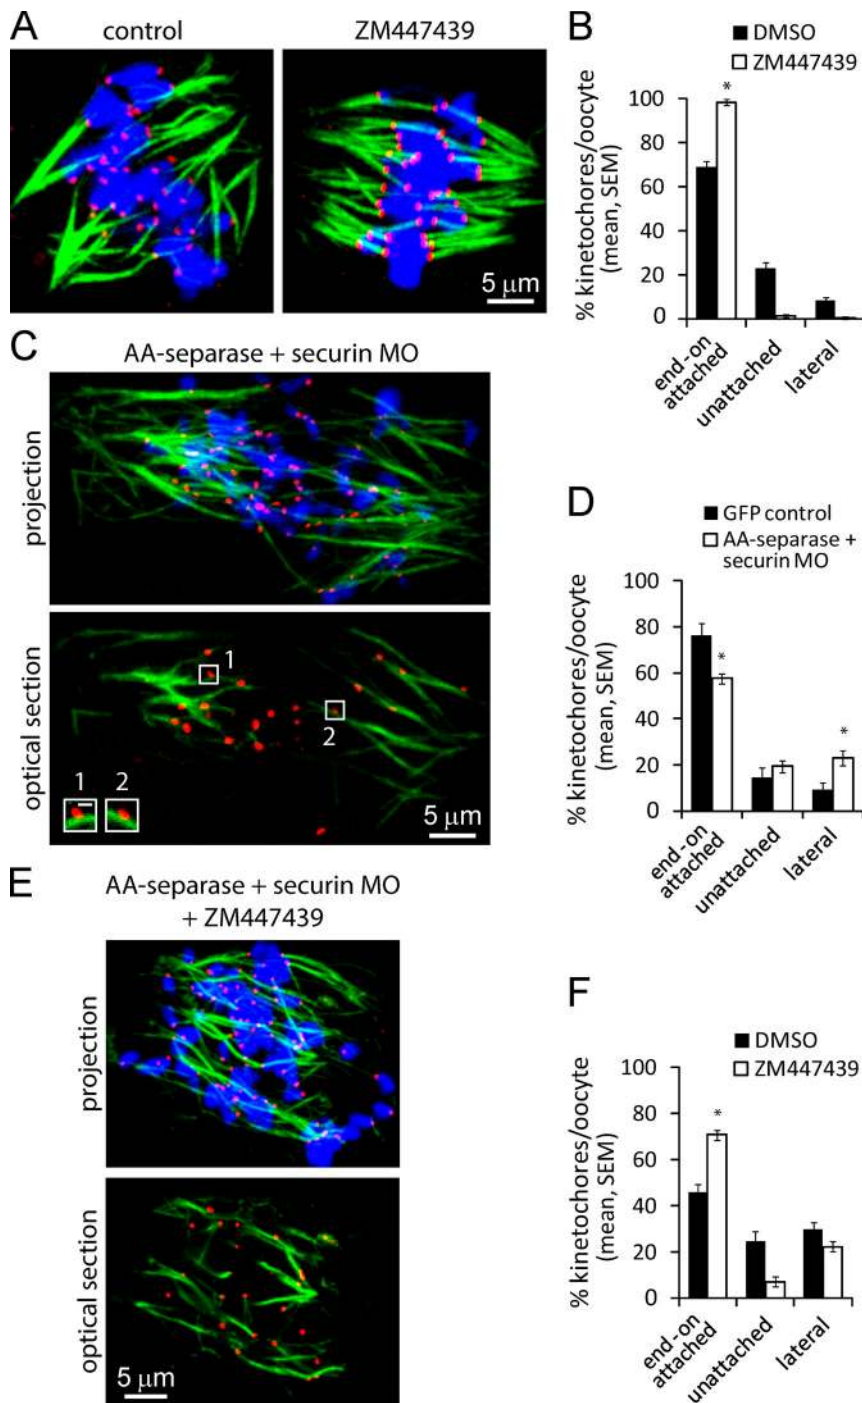 A
control
ZM447439
5 μm
B
DMSO
ZM447439
% kinetochores/oocyte
(mean, SEM)
100
80
60
40
20
0
*
end-on
attached
unattached
lateral
C
AA-separase + securin MO
projection
optical section
1
2
1
2
5 μm
D
GFP control
AA-separase +
securin MO
% kinetochores/oocyte
(mean, SEM)
100
80
60
40
20
0
*
*
end-on
attached
unattached
lateral
E
AA-separase + securin MO
+ ZM447439
projection
optical section
5 μm
F
DMSO
ZM447439
% kinetochores/oocyte
(mean, SEM)
100
80
60
40
20
0
*
end-on
attached
unattached
lateral